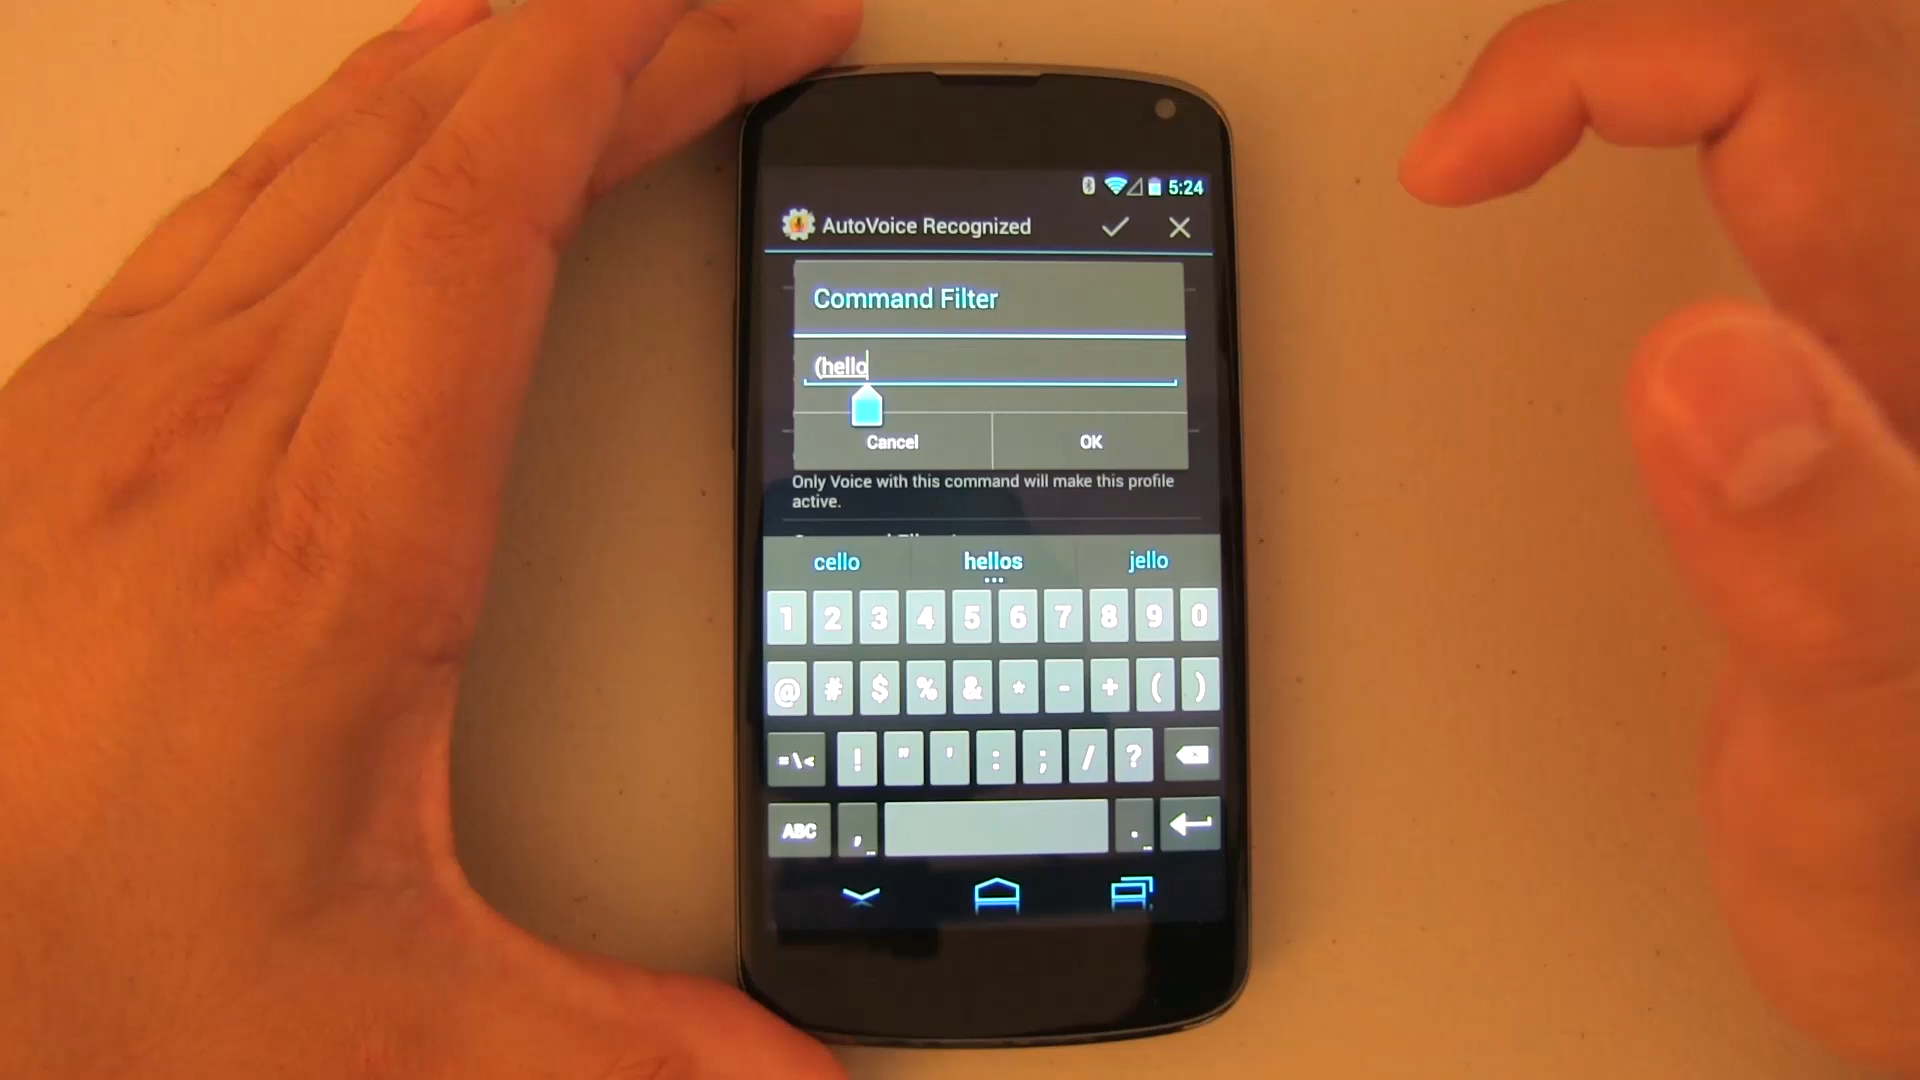 5:24
AutoVoice Recognized
Command Filter
(hello
Cancel OK
Only Voice with this command will make this profile
active.
cello hellos jello
1 2 3 4 5 6 7 8 9 0
@ # $ % & * - + ( )
=\< ! " ' : ; / ?
ABC , .